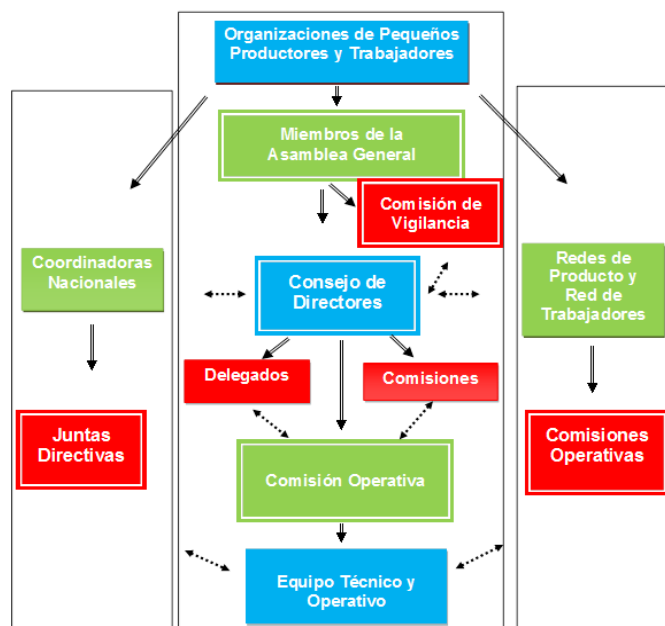 Organizaciones de Pequeños
Productores y Trabajadores
Miembros de la
Asamblea General
Comisión de
Vigilancia
Coordinadoras
Nacionales
Consejo de
Directores
Redes de
Producto y
Red de
Trabajadores
Delegados
Comisiones
Juntas
Directivas
Comisión Operativa
Comisiones
Operativas
Equipo Técnico y
Operativo